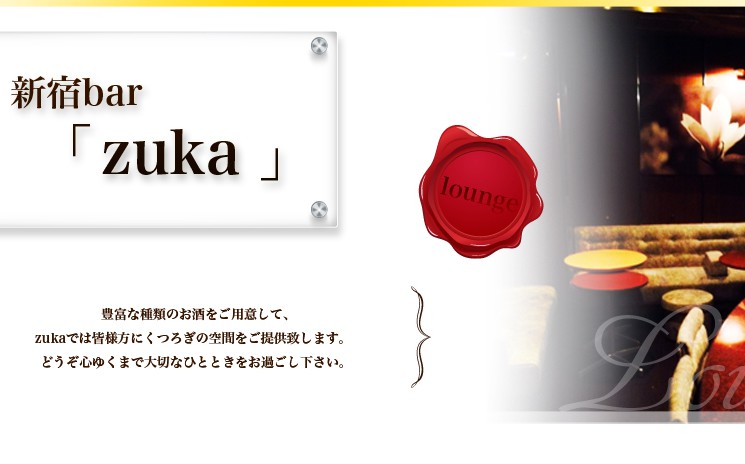 新宿bar
「 zuka 」
lounge
豊富な種類のお酒をご用意して、
zukaでは皆様方にくつろぎの空間をご提供致します。
どうぞ心ゆくまで大切なひとときをお過ごし下さい。
Lou